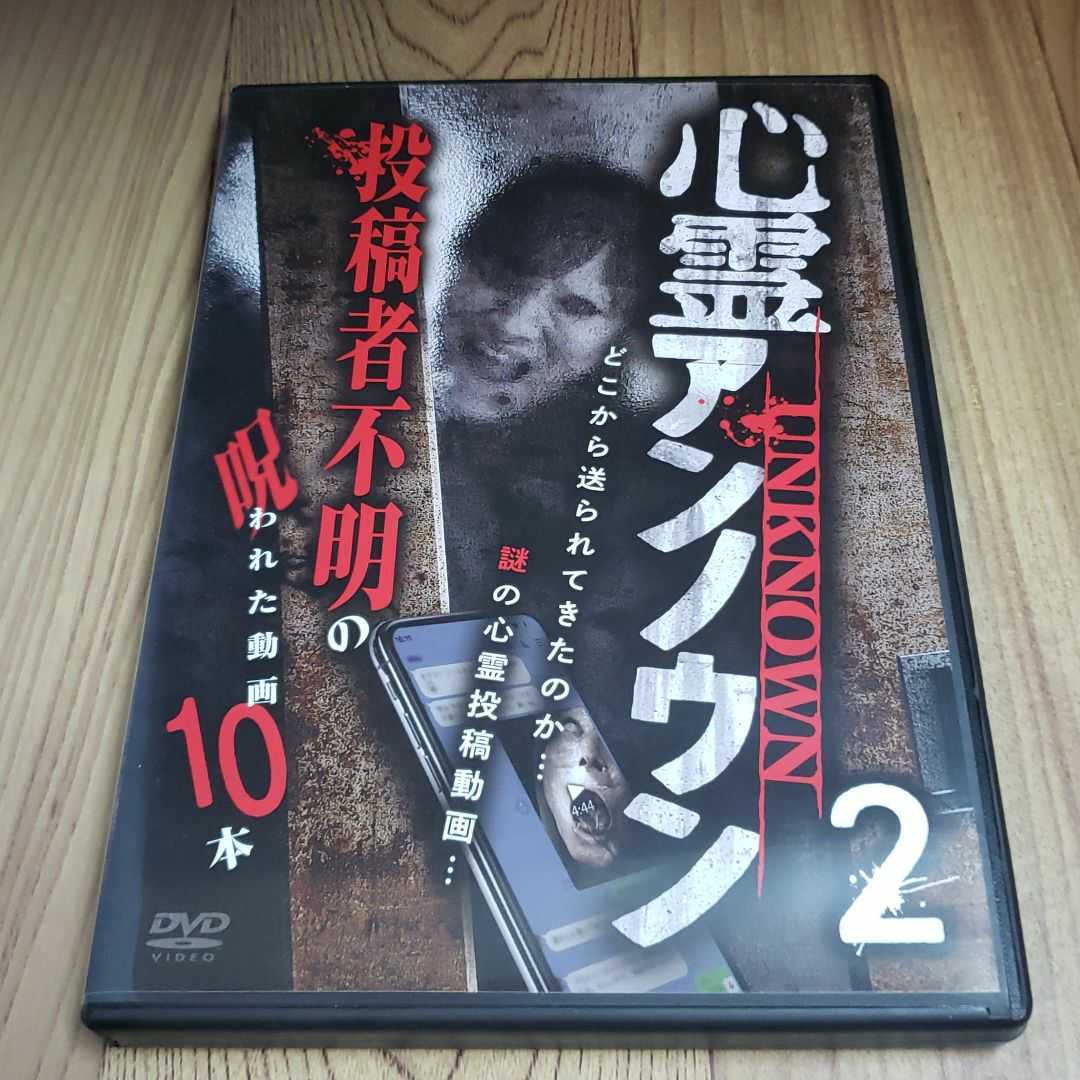 心霊アンノウン
UNKNOWN
2
どこから送られてきたのか…
謎の心霊投稿動画…
投稿者不明の
呪われた動画
10本
4:44
DVD
VIDEO